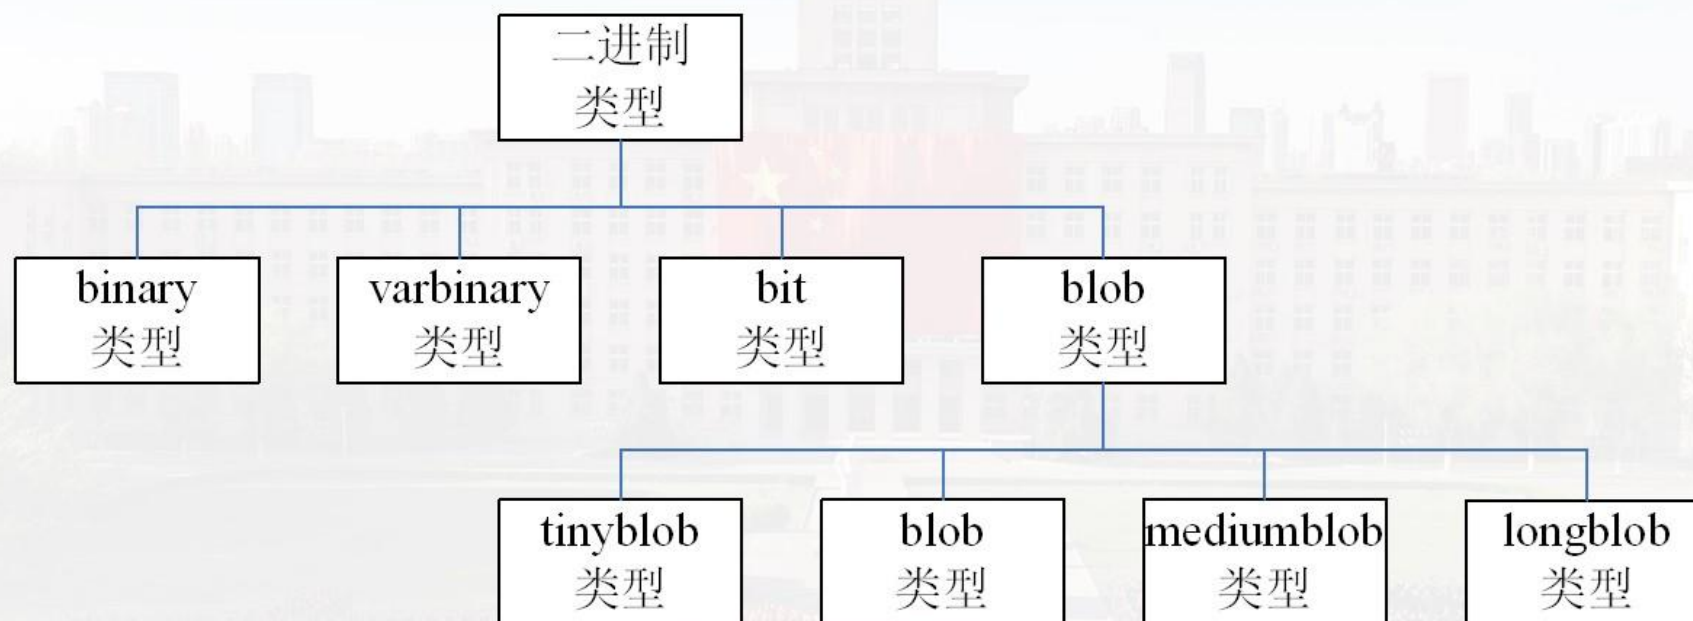 二进制
类型
binary
类型
varbinary
类型
bit
类型
blob
类型
tinyblob
类型
blob
类型
mediumblob
类型
longblob
类型